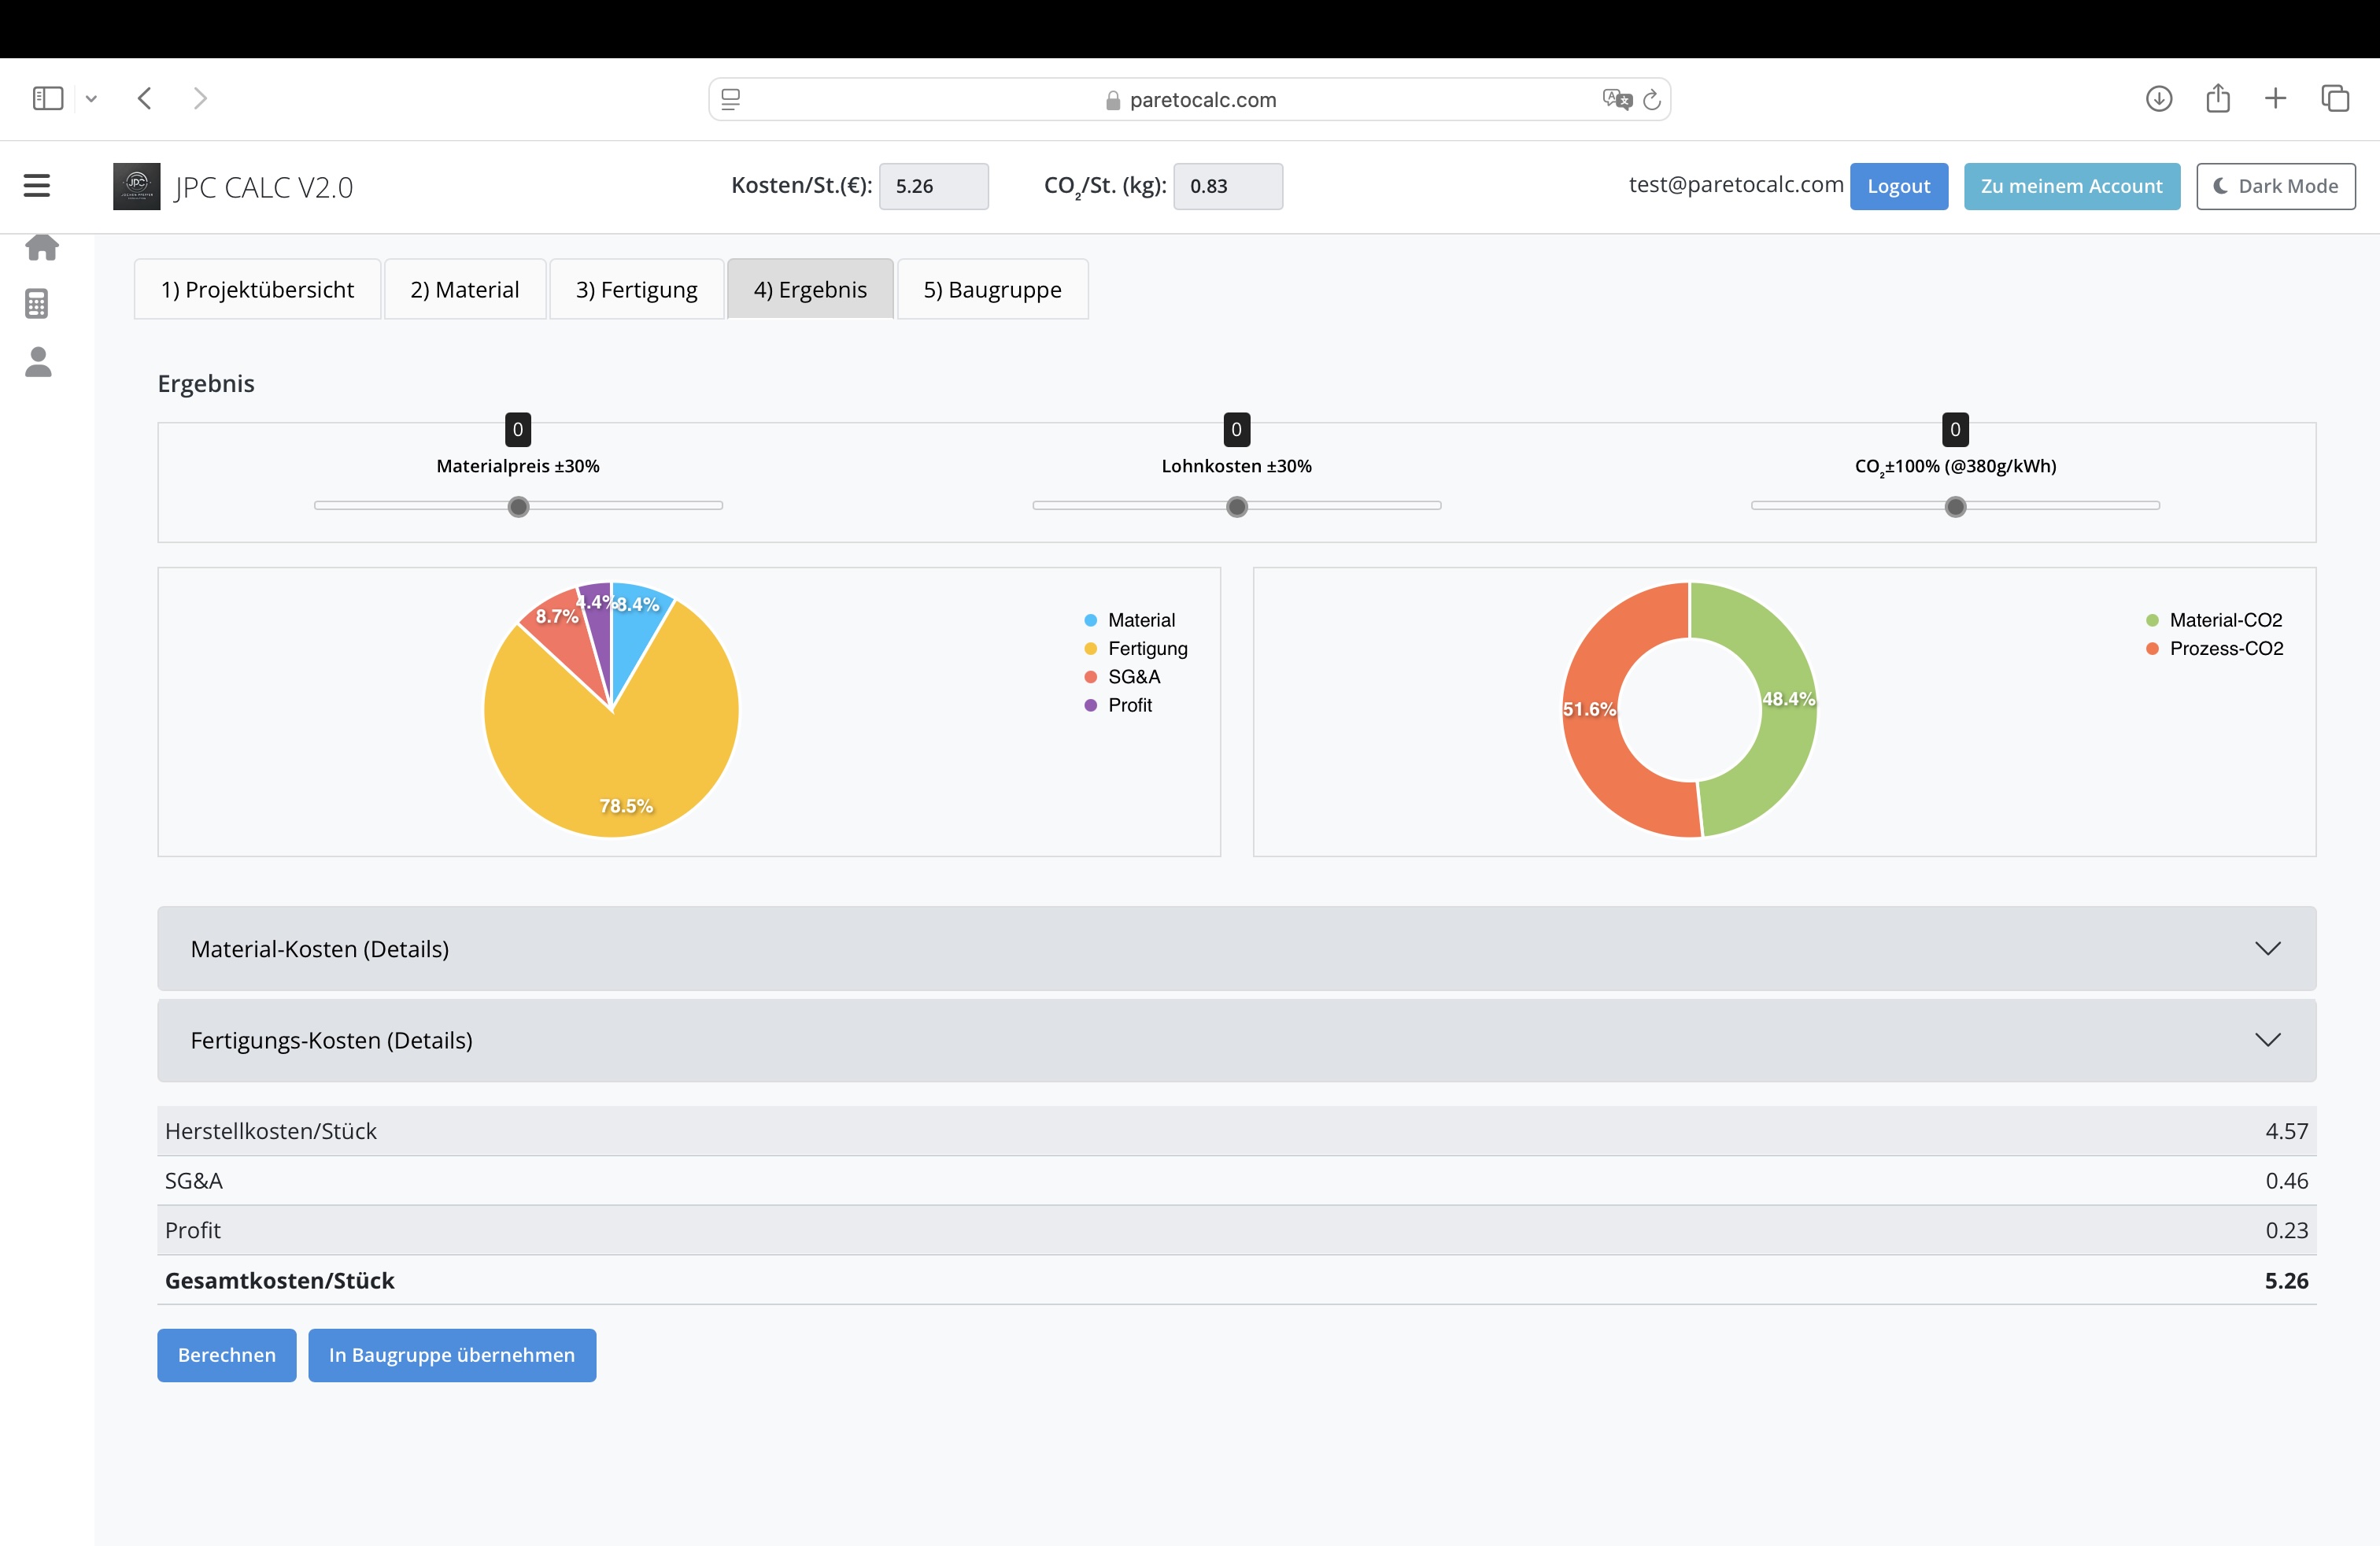 paretocalc.com
JPC
JPC CALC V2.0
Kosten/St.(€): 5.26
CO₂/St. (kg): 0.83
test@paretocalc.com
Logout
Zu meinem Account
Dark Mode
1) Projektübersicht
2) Material
3) Fertigung
4) Ergebnis
5) Baugruppe
Ergebnis
0
0
0
Materialpreis ±30%
Lohnkosten ±30%
CO₂±100% (@380g/kWh)
4.4%
8.4%
8.7%
78.5%
Material
Fertigung
SG&A
Profit
51.6%
48.4%
Material-CO2
Prozess-CO2
Material-Kosten (Details)
Fertigungs-Kosten (Details)
Herstellkosten/Stück 4.57
SG&A 0.46
Profit 0.23
Gesamtkosten/Stück 5.26
Berechnen
In Baugruppe übernehmen